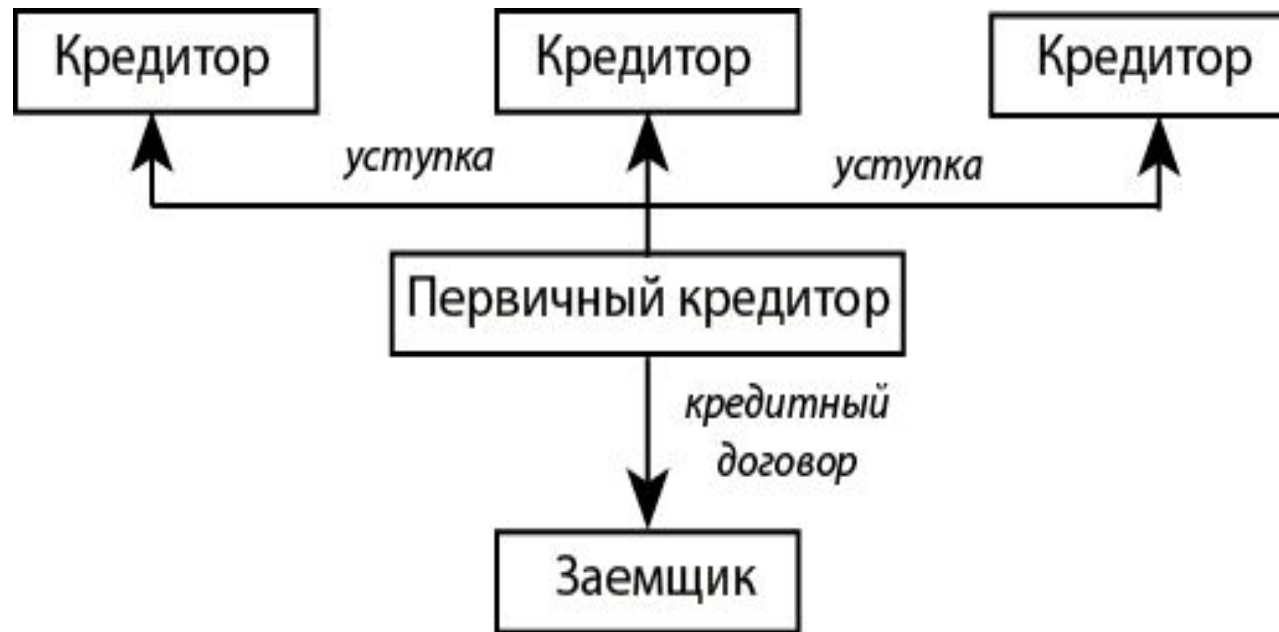 Кредитор
Кредитор
Кредитор
уступка
уступка
Первичный кредитор
кредитный
договор
Заемщик